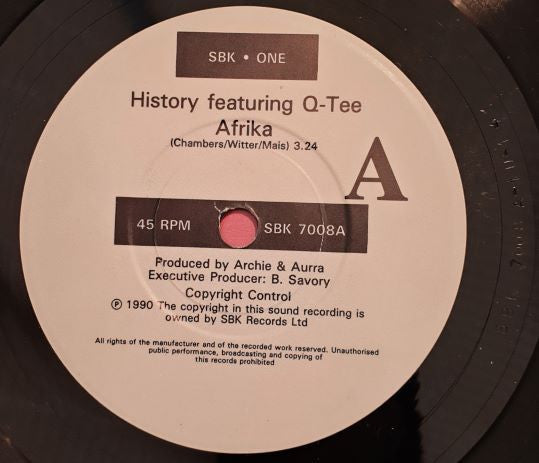 SBK • ONE
History featuring Q-Tee
Afrika
(Chambers/Witter/Mais) 3.24
A
45 RPM SBK 7008A
Produced by Archie & Aurra
Executive Producer: B. Savory
Copyright Control
℗ 1990 The copyright in this sound recording is
owned by SBK Records Ltd
All rights of the manufacturer and of the recorded work reserved. Unauthorised
public performance, broadcasting and copying of
this records prohibited